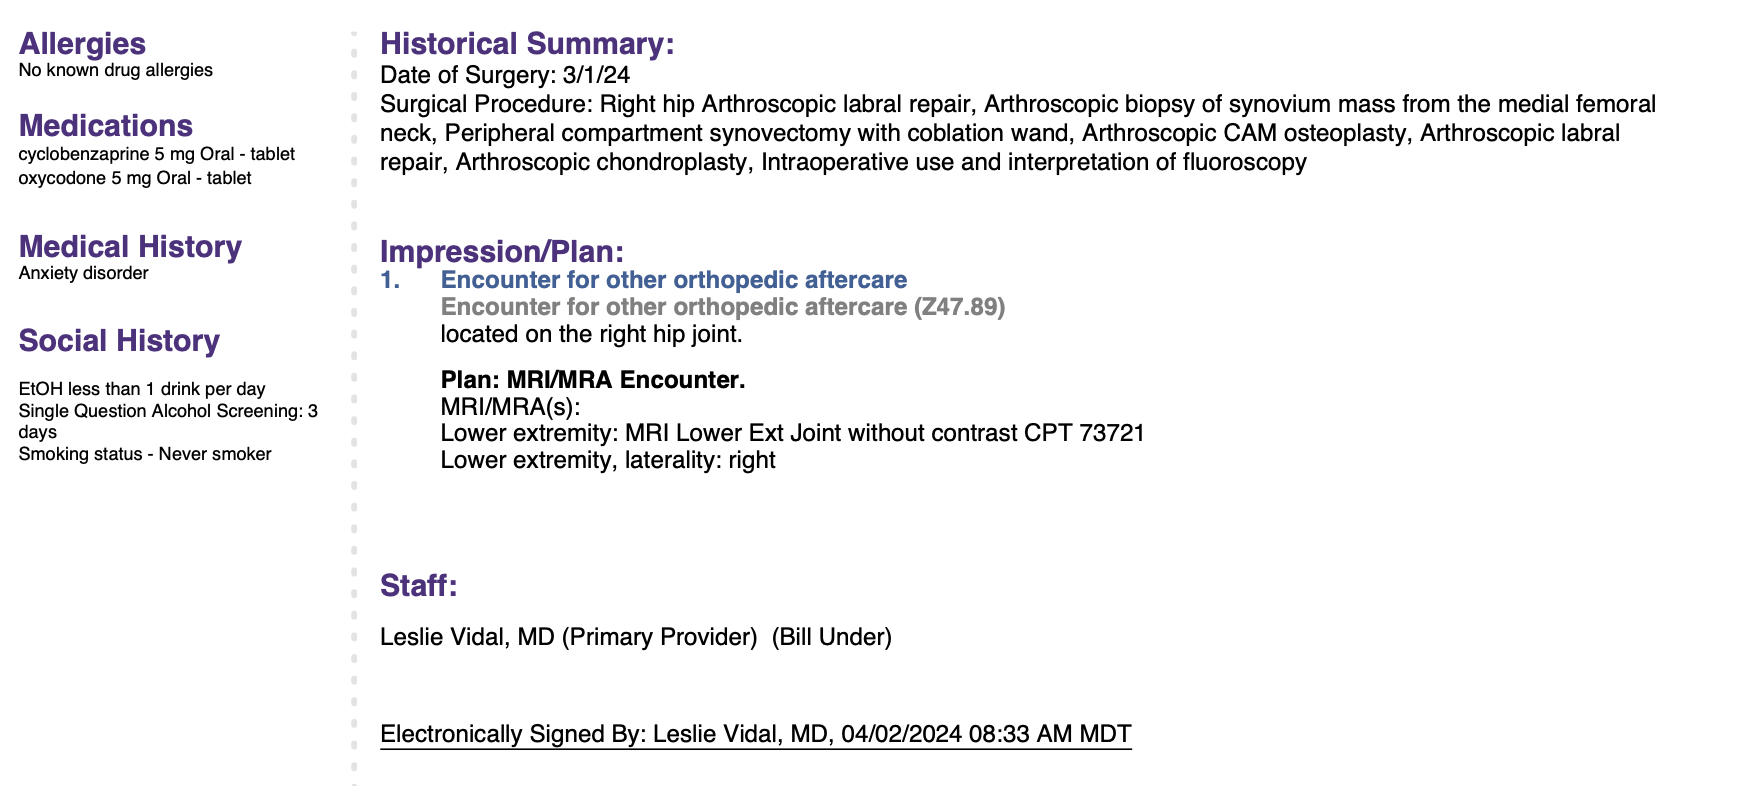 Allergies
No known drug allergies
Medications
cyclobenzaprine 5 mg Oral - tablet
oxycodone 5 mg Oral - tablet
Medical History
Anxiety disorder
Social History
EtOH less than 1 drink per day
Single Question Alcohol Screening: 3
days
Smoking status - Never smoker
Historical Summary:
Date of Surgery: 3/1/24
Surgical Procedure: Right hip Arthroscopic labral repair, Arthroscopic biopsy of synovium mass from the medial femoral
neck, Peripheral compartment synovectomy with coblation wand, Arthroscopic CAM osteoplasty, Arthroscopic labral
repair, Arthroscopic chondroplasty, Intraoperative use and interpretation of fluoroscopy
Impression/Plan:
1. Encounter for other orthopedic aftercare
Encounter for other orthopedic aftercare (Z47.89)
located on the right hip joint.
Plan: MRI/MRA Encounter.
MRI/MRA(s):
Lower extremity: MRI Lower Ext Joint without contrast CPT 73721
Lower extremity, laterality: right
Staff:
Leslie Vidal, MD (Primary Provider) (Bill Under)
Electronically Signed By: Leslie Vidal, MD, 04/02/2024 08:33 AM MDT